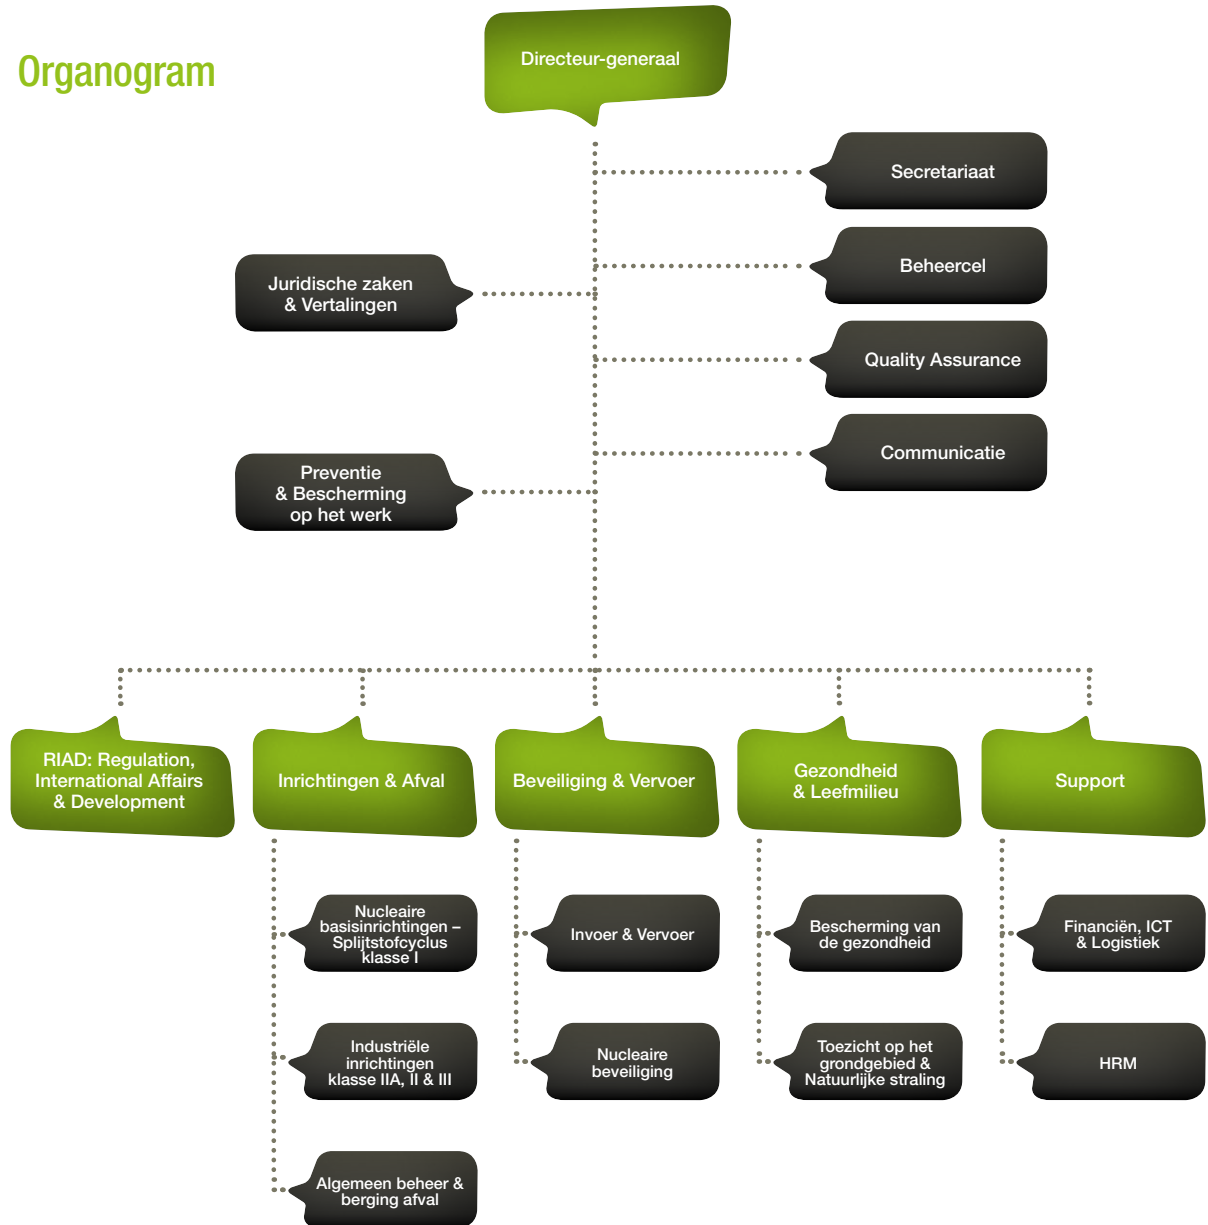 Organogram
Directeur-generaal
Secretariaat
Beheercel
Juridische zaken
& Vertalingen
Quality Assurance
Communicatie
Preventie
& Bescherming
op het werk
RIAD: Regulation,
International Affairs
& Development
Inrichtingen & Afval
Beveiliging & Vervoer
Gezondheid
& Leefmilieu
Support
Nucleaire
basisinrichtingen –
Splijtstofcyclus
klasse I
Invoer & Vervoer
Bescherming van
de gezondheid
Financiën, ICT
& Logistiek
Industriële
inrichtingen
klasse IIA, II & III
Nucleaire
beveiliging
Toezicht op het
grondgebied &
Natuurlijke straling
HRM
Algemeen beheer &
berging afval